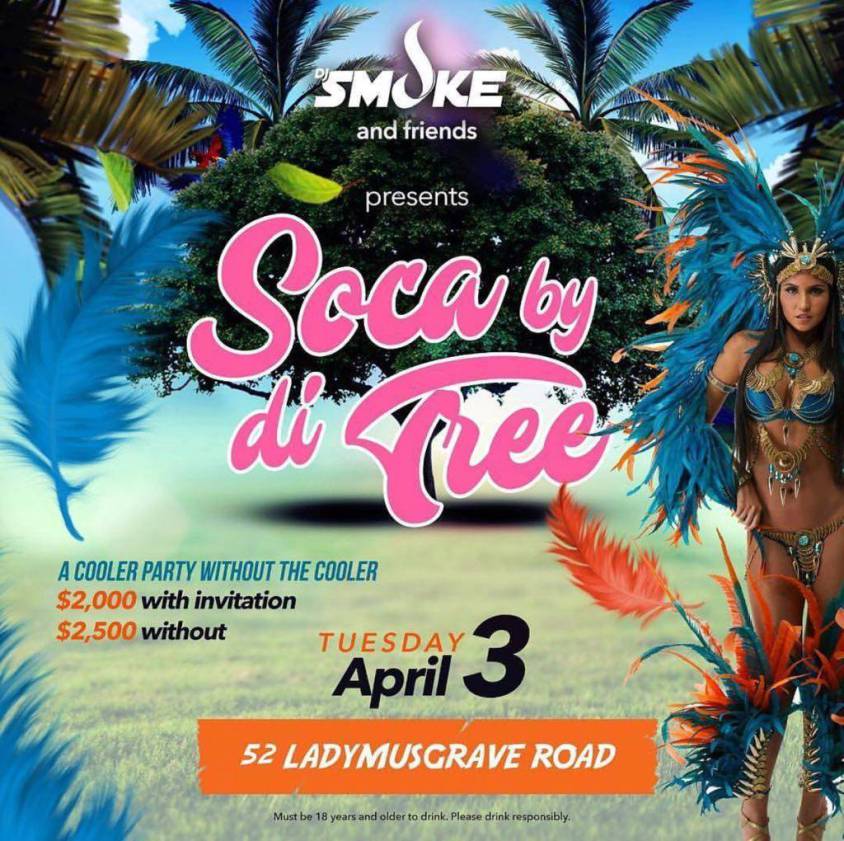 DJ SMOKE
and friends
presents
Soca by
di Tree
A COOLER PARTY WITHOUT THE COOLER
$2,000 with invitation
$2,500 without
TUESDAY
April 3
52 LADYMUSGRAVE ROAD
Must be 18 years and older to drink. Please drink responsibly.